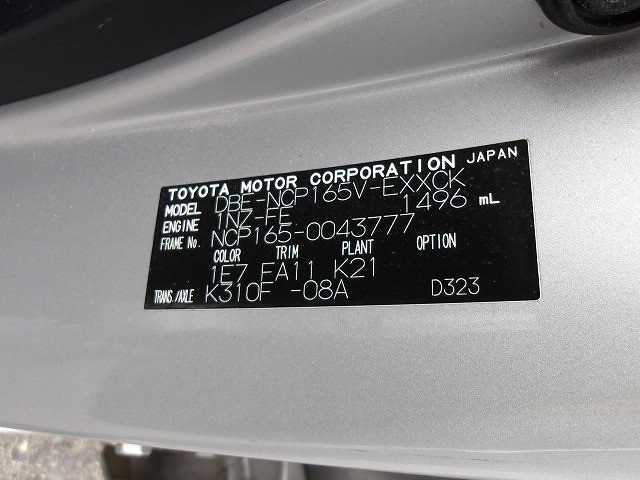 TOYOTA MOTOR CORPORATION JAPAN
MODEL DBE-NCP165V-EXXCK
ENGINE 1NZ-FE 1496 mL
FRAME No. NCP165-0043777
COLOR TRIM PLANT OPTION
1E7 FA11 K21
TRANS./AXLE K310F -08A D323